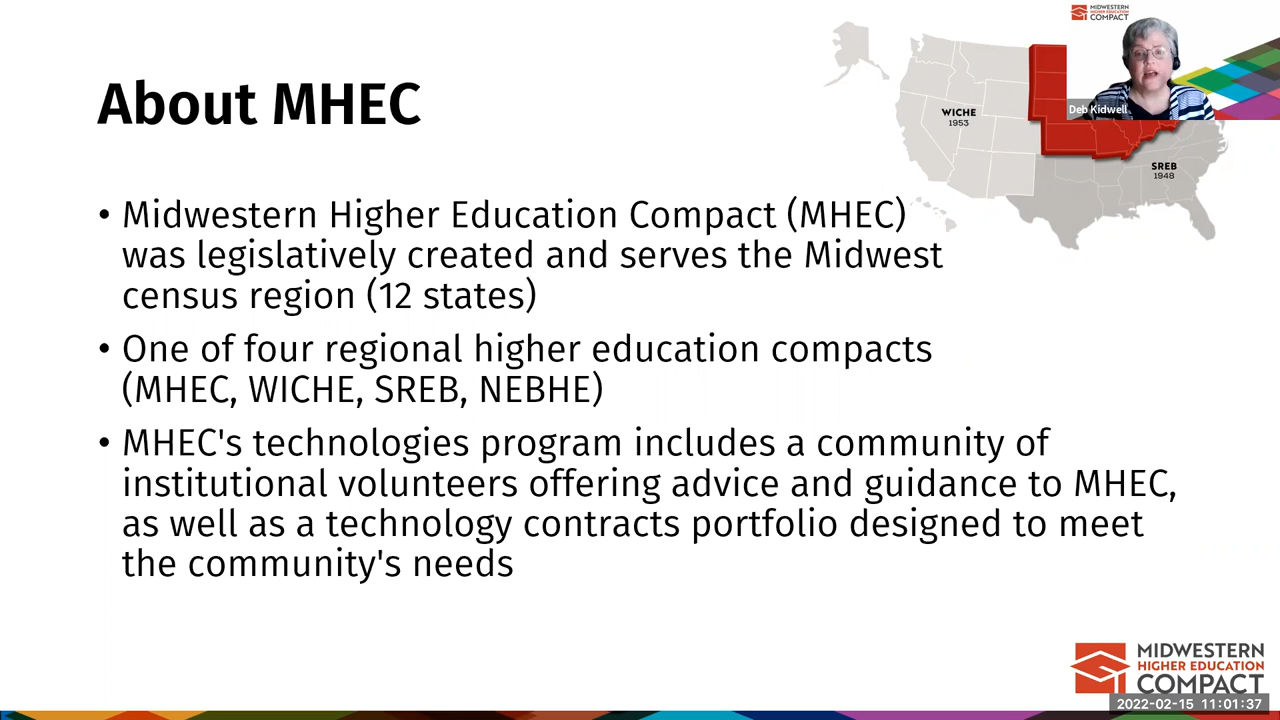 MIDWESTERN
HIGHER EDUCATION
COMPACT
About MHEC
Deb Kidwell
WICHE
1953
SREB
1948
• Midwestern Higher Education Compact (MHEC)
was legislatively created and serves the Midwest
census region (12 states)
• One of four regional higher education compacts
(MHEC, WICHE, SREB, NEBHE)
• MHEC's technologies program includes a community of
institutional volunteers offering advice and guidance to MHEC,
as well as a technology contracts portfolio designed to meet
the community's needs
MIDWESTERN
HIGHER EDUCATION
COMPACT
2022-02-15 11:01:37